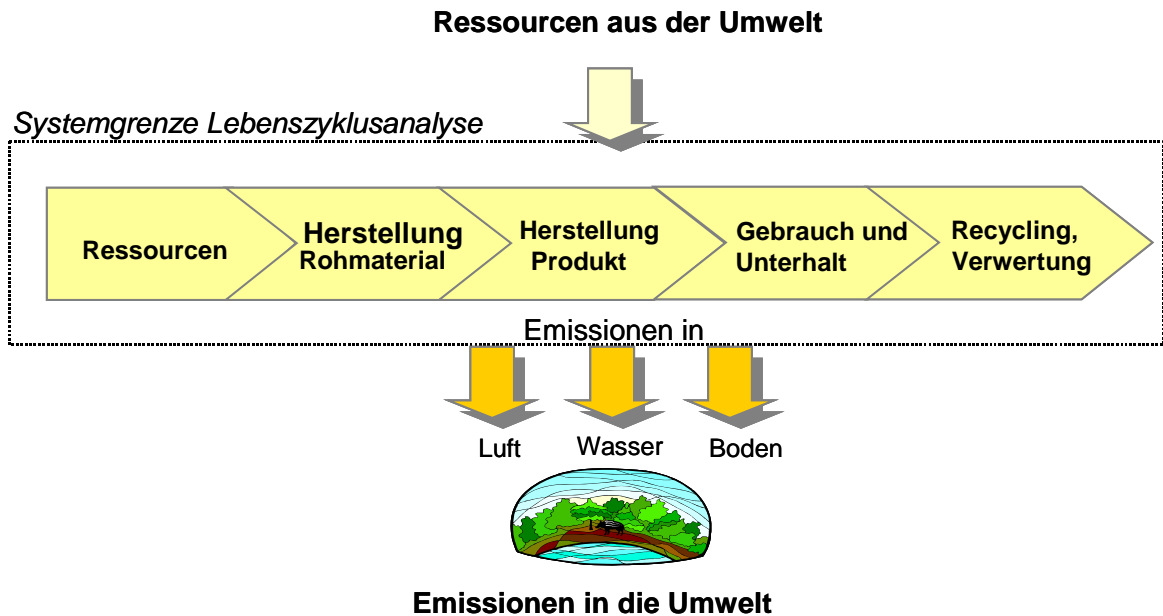 Ressourcen aus der Umwelt
Systemgrenze Lebenszyklusanalyse
Ressourcen
Herstellung
Rohmaterial
Herstellung
Produkt
Gebrauch und
Unterhalt
Recycling,
Verwertung
Emissionen in
Luft
Wasser
Boden
Emissionen in die Umwelt